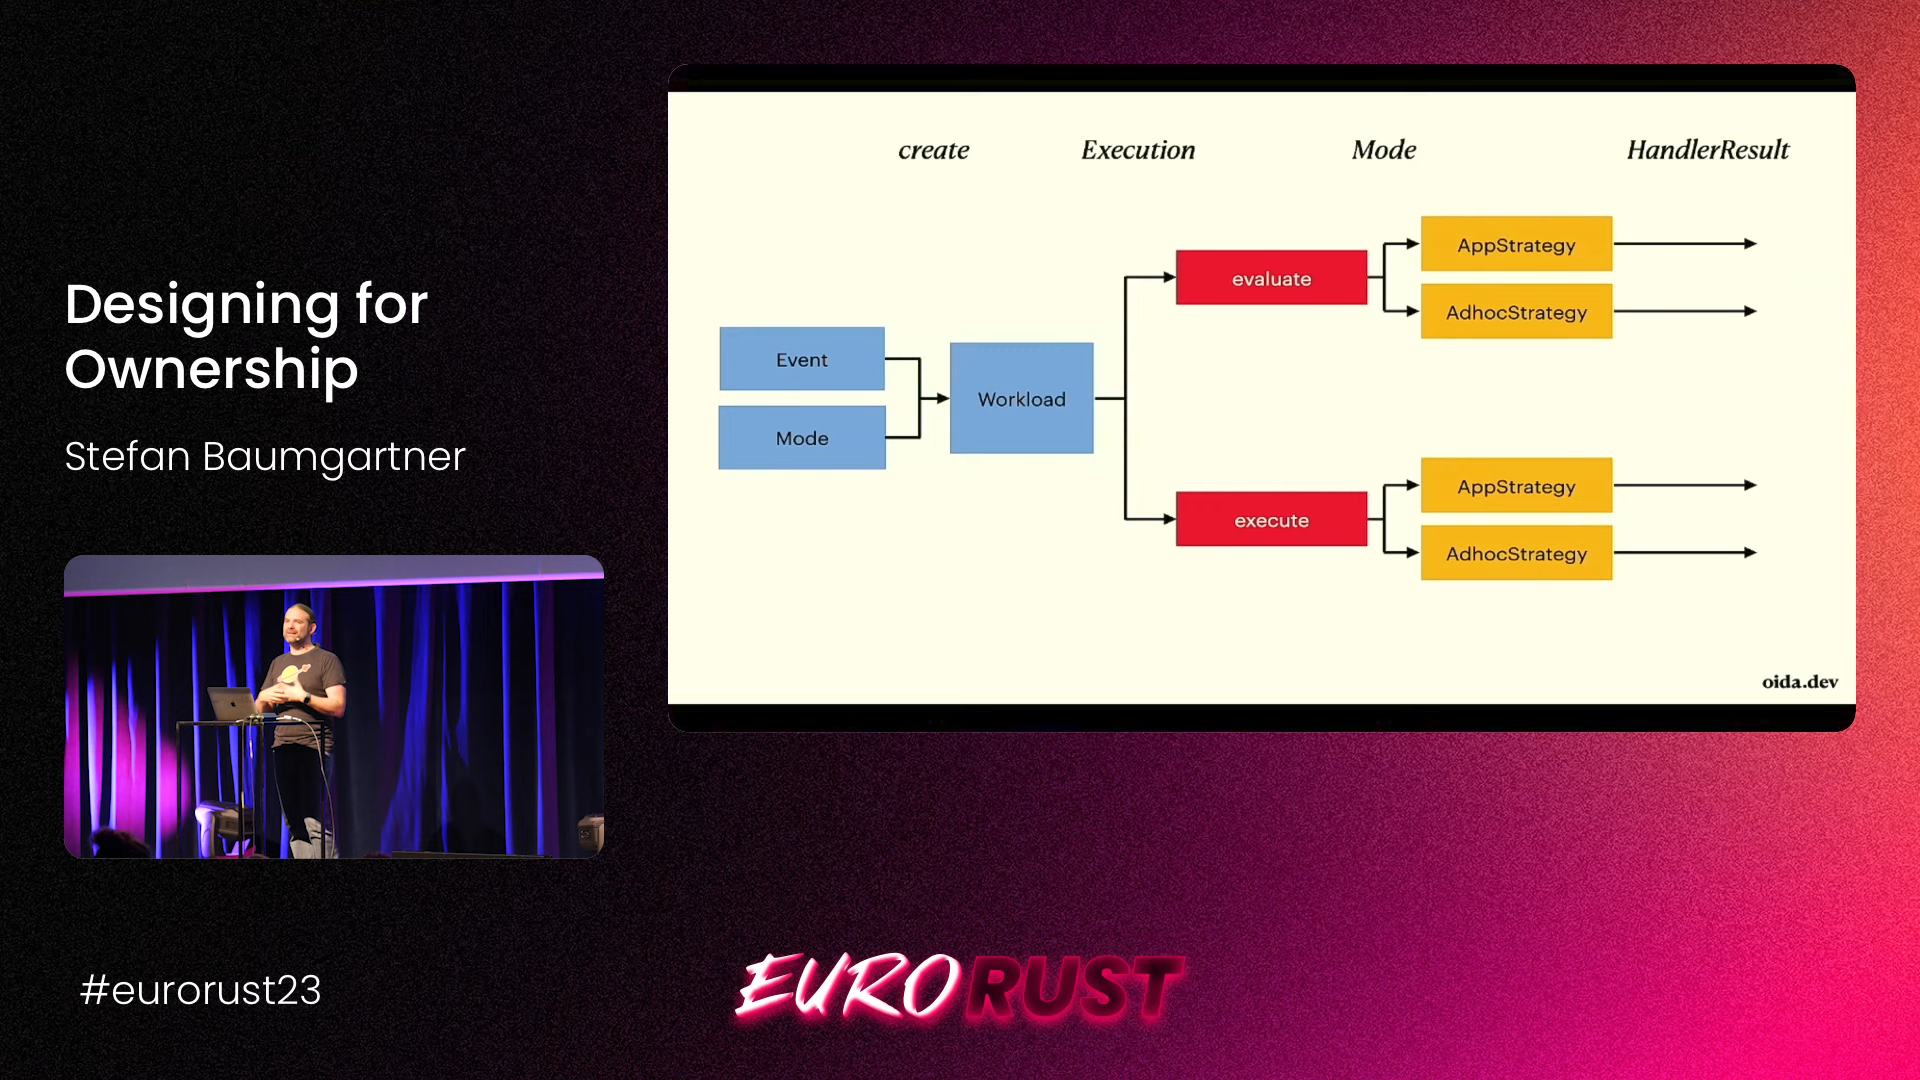 Designing for
Ownership
Stefan Baumgartner
#eurorust23
create Execution Mode HandlerResult
Event
Mode
Workload
evaluate
execute
AppStrategy
AdhocStrategy
AppStrategy
AdhocStrategy
oida.dev
EURORUST